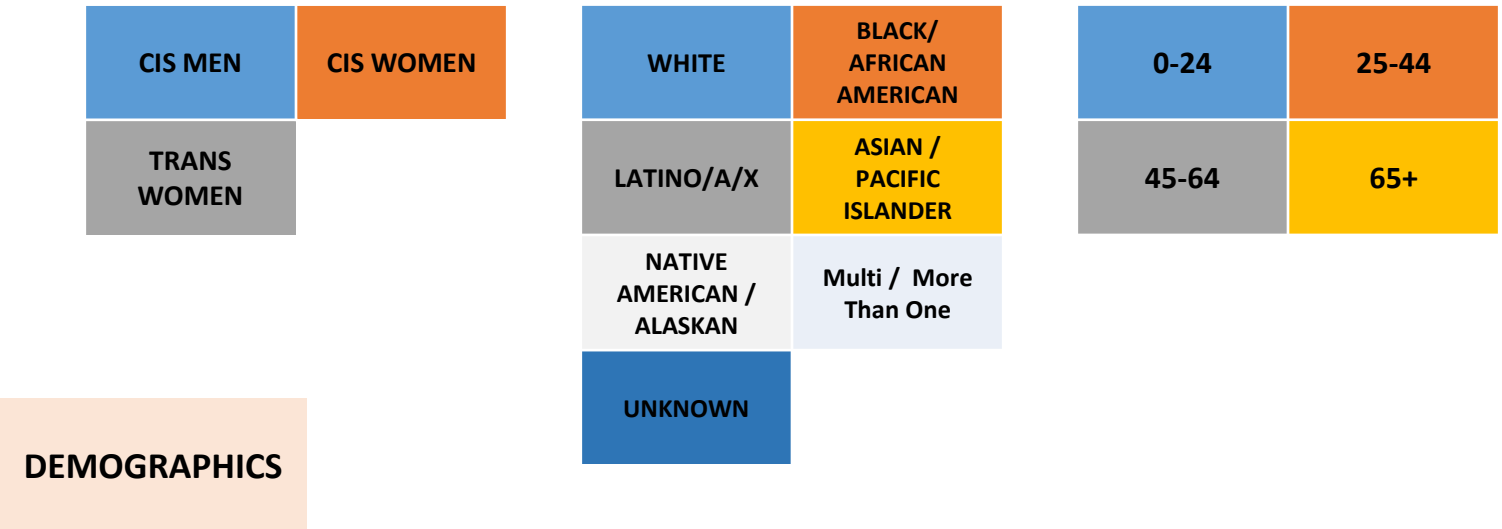 CIS MEN
CIS WOMEN
TRANS
WOMEN
WHITE
BLACK/
AFRICAN
AMERICAN
LATINO/A/X
ASIAN /
PACIFIC
ISLANDER
NATIVE
AMERICAN /
ALASKAN
Multi / More
Than One
UNKNOWN
0-24
25-44
45-64
65+
DEMOGRAPHICS